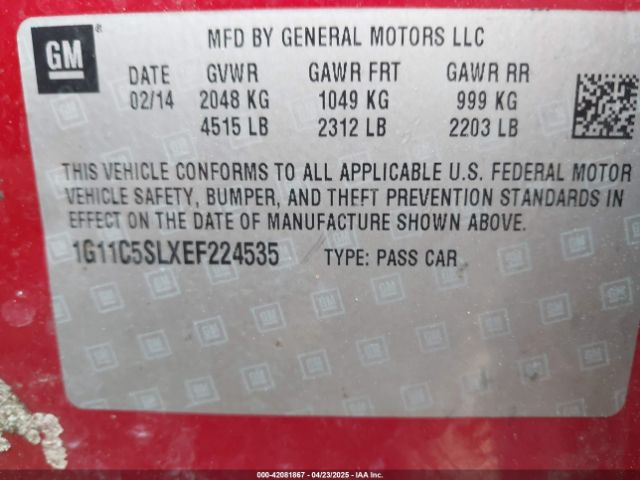 GM
®
MFD BY GENERAL MOTORS LLC
DATE GVWR GAWR FRT GAWR RR
02/14 2048 KG 1049 KG 999 KG
4515 LB 2312 LB 2203 LB
THIS VEHICLE CONFORMS TO ALL APPLICABLE U.S. FEDERAL MOTOR
VEHICLE SAFETY, BUMPER, AND THEFT PREVENTION STANDARDS IN
EFFECT ON THE DATE OF MANUFACTURE SHOWN ABOVE.
1G11C5SLXEF224535 TYPE: PASS CAR
000-42081867 04/23/2025 - IAA Inc.